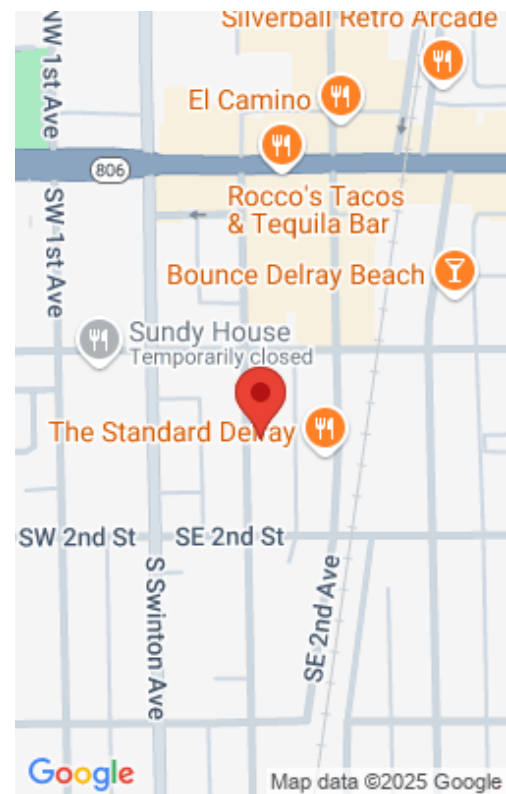 Silverball Retro Arcade
NW 1st Ave
El Camino
806
Rocco's Tacos
& Tequila Bar
SW 1st Ave
Bounce Delray Beach
Sundy House
Temporarily closed
The Standard Delray
SW 2nd St
SE 2nd St
S Swinton Ave
SE 2nd Ave
Google
Map data ©2025 Google